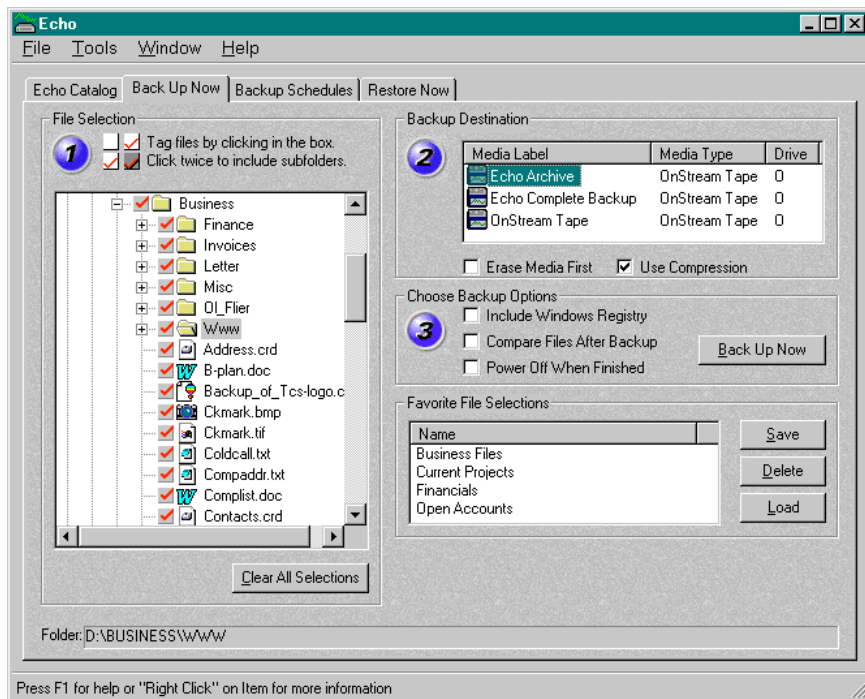 Echo
File Tools Window Help
Echo Catalog Back Up Now Backup Schedules Restore Now
File Selection
1
Tag files by clicking in the box.
Click twice to include subfolders.
Business
Finance
Invoices
Letter
Misc
Ol_Flier
Www
Address.crd
B-plan.doc
Backup_of_Tcs-logo.c
Ckmark.bmp
Ckmark.tif
Coldcall.txt
Compaddr.txt
Complist.doc
Contacts.crd
Clear All Selections
Backup Destination
2
Media Label Media Type Drive
Echo Archive OnStream Tape O
Echo Complete Backup OnStream Tape O
OnStream Tape OnStream Tape O
Erase Media First Use Compression
Choose Backup Options
3
Include Windows Registry
Compare Files After Backup
Power Off When Finished
Back Up Now
Favorite File Selections
Name
Business Files
Current Projects
Financials
Open Accounts
Save
Delete
Load
Folder: D:\BUSINESS\WWW
Press F1 for help or "Right Click" on Item for more information